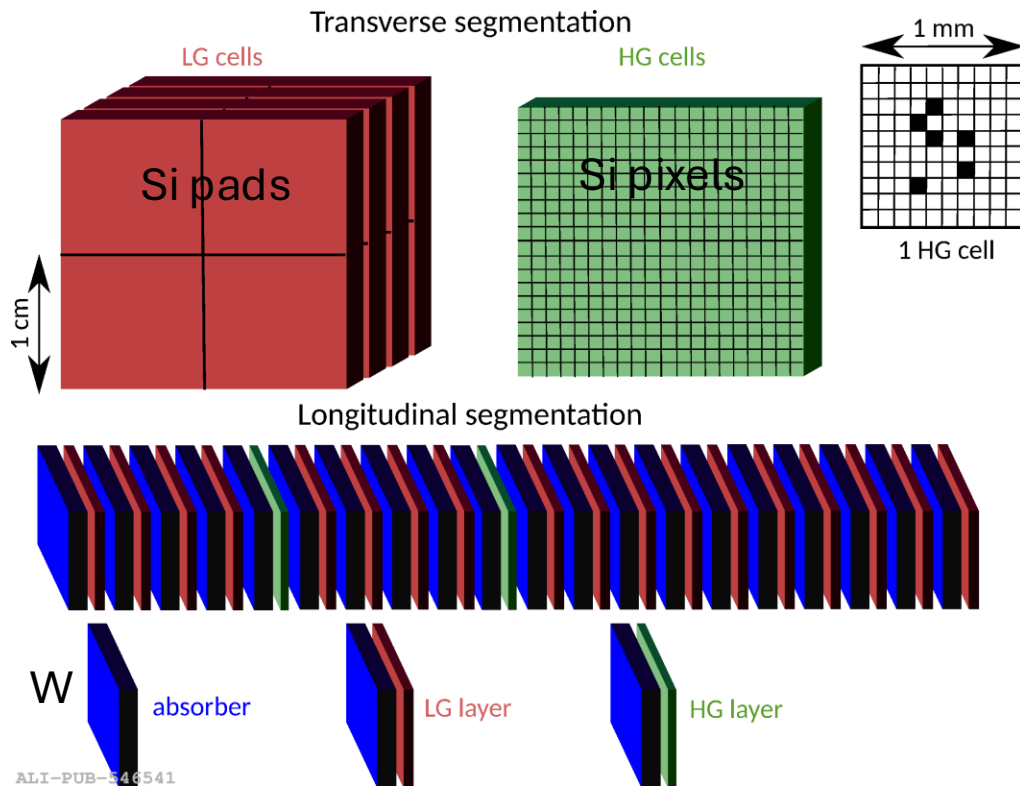 Transverse segmentation
LG cells
HG cells
1 mm
Si pads
Si pixels
1 HG cell
1 cm
Longitudinal segmentation
W
absorber
LG layer
HG layer
ALI-PUB-546541